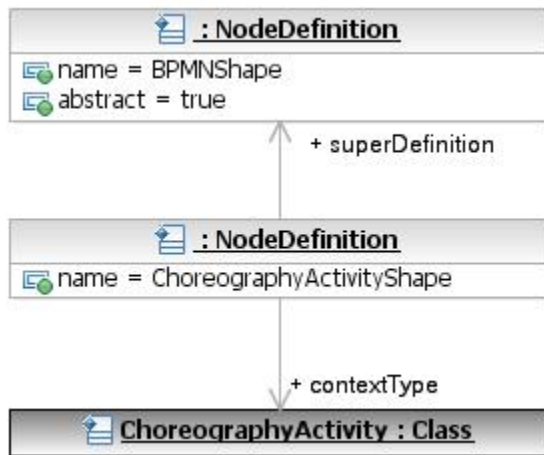 : NodeDefinition
name = BPMNShape
abstract = true
+ superDefinition
: NodeDefinition
name = ChoreographyActivityShape
+ contextType
ChoreographyActivity : Class